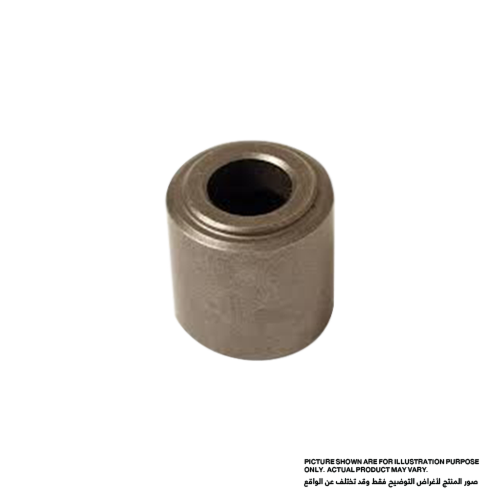 PICTURE SHOWN ARE FOR ILLUSTRATION PURPOSE
ONLY. ACTUAL PRODUCT MAY VARY.
صور المنتج لأغراض التوضيح فقط وقد تختلف عن الواقع